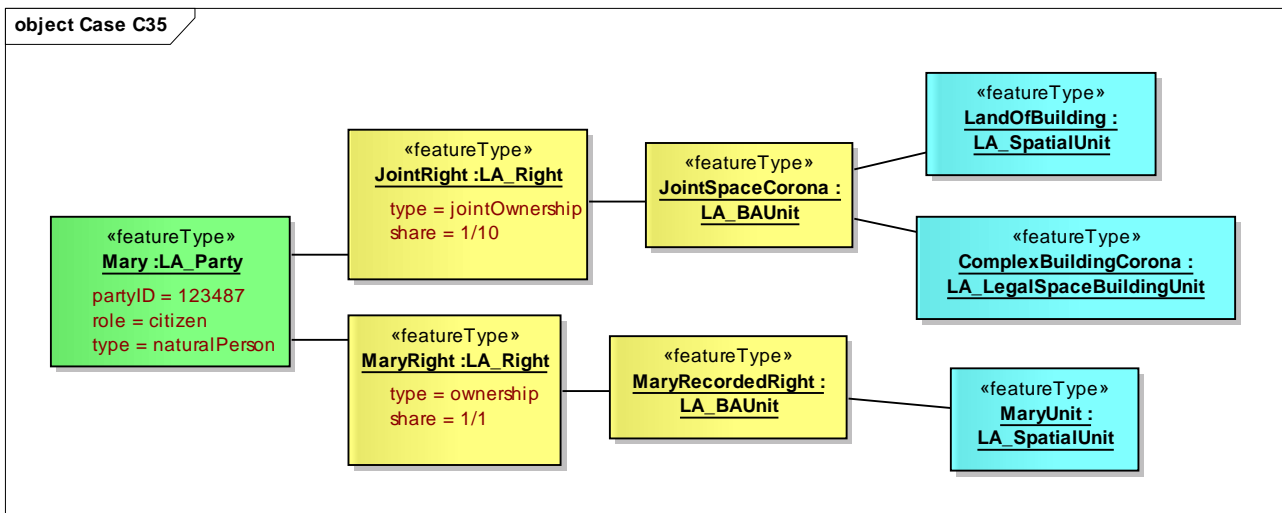 object Case C35
«featureType»
Mary :LA_Party
partyID = 123487
role = citizen
type = naturalPerson
«featureType»
JointRight :LA_Right
type = jointOwnership
share = 1/10
«featureType»
MaryRight :LA_Right
type = ownership
share = 1/1
«featureType»
JointSpaceCorona :
LA_BAUnit
«featureType»
MaryRecordedRight :
LA_BAUnit
«featureType»
LandOfBuilding :
LA_SpatialUnit
«featureType»
ComplexBuildingCorona :
LA_LegalSpaceBuildingUnit
«featureType»
MaryUnit :
LA_SpatialUnit